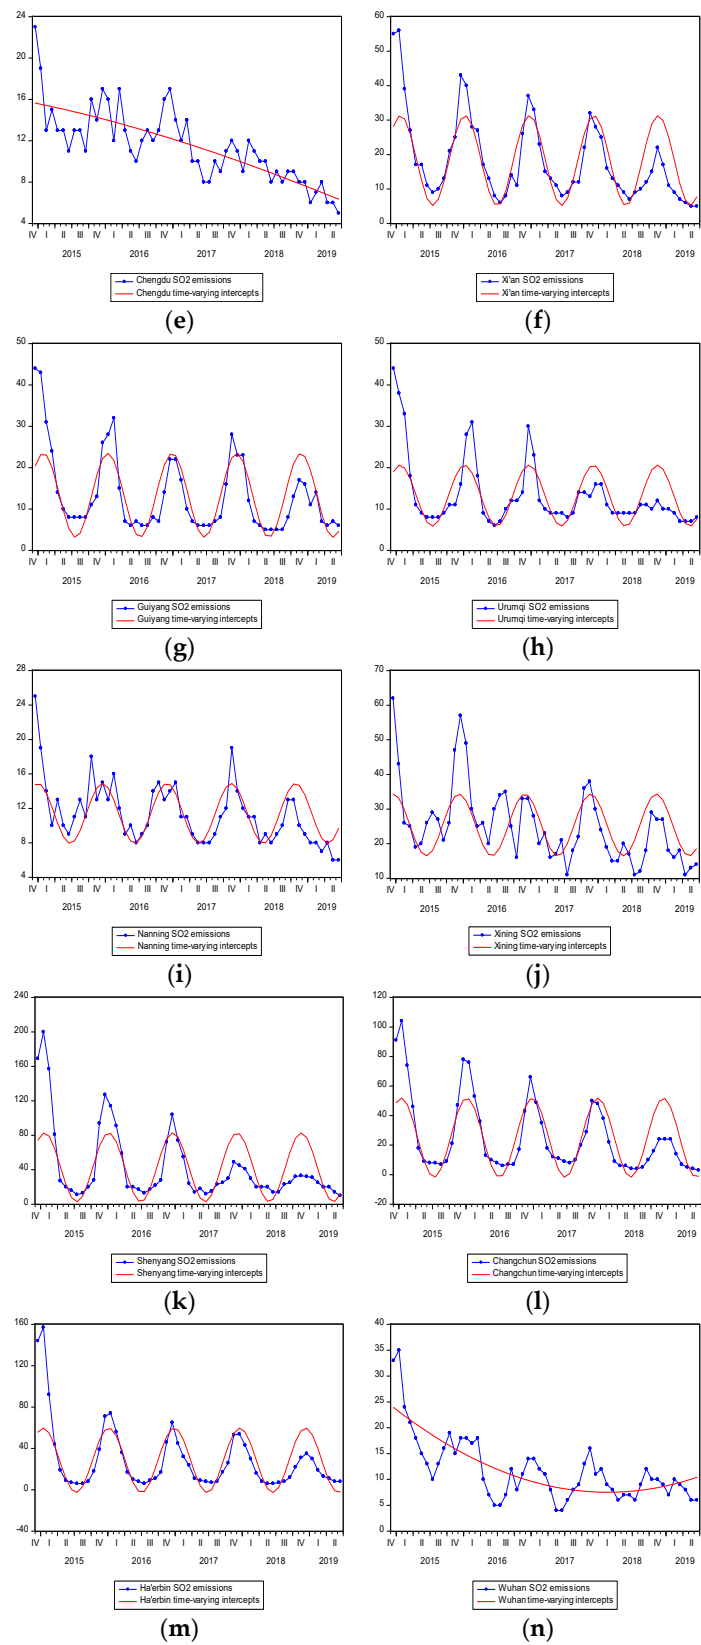 24
20
16
12
8
4
IV I II III IV I II III IV I II III IV I II III IV I II
2015 2016 2017 2018 2019
Chengdu SO2 emissions
Chengdu time-varying intercepts
(e)
60
50
40
30
20
10
0
IV I II III IV I II III IV I II III IV I II III IV I II
2015 2016 2017 2018 2019
Xi'an SO2 emissions
Xi'an time-varying intercepts
(f)
50
40
30
20
10
0
IV I II III IV I II III IV I II III IV I II III IV I II
2015 2016 2017 2018 2019
Guiyang SO2 emissions
Guiyang time-varying intercepts
(g)
50
40
30
20
10
0
IV I II III IV I II III IV I II III IV I II III IV I II
2015 2016 2017 2018 2019
Urumqi SO2 emissions
Urumqi time-varying intercepts
(h)
28
24
20
16
12
8
4
IV I II III IV I II III IV I II III IV I II III IV I II
2015 2016 2017 2018 2019
Nanning SO2 emissions
Nanning time-varying intercepts
(i)
70
60
50
40
30
20
10
IV I II III IV I II III IV I II III IV I II III IV I II
2015 2016 2017 2018 2019
Xining SO2 emissions
Xining time-varying intercepts
(j)
240
200
160
120
80
40
0
IV I II III IV I II III IV I II III IV I II III IV I II
2015 2016 2017 2018 2019
Shenyang SO2 emissions
Shenyang time-varying intercepts
(k)
120
100
80
60
40
20
0
-20
IV I II III IV I II III IV I II III IV I II III IV I II
2015 2016 2017 2018 2019
Changchun SO2 emissions
Changchun time-varying intercepts
(l)
160
120
80
40
0
-40
IV I II III IV I II III IV I II III IV I II III IV I II
2015 2016 2017 2018 2019
Ha'erbin SO2 emissions
Ha'erbin time-varying intercepts
(m)
40
35
30
25
20
15
10
5
0
IV I II III IV I II III IV I II III IV I II III IV I II
2015 2016 2017 2018 2019
Wuhan SO2 emissions
Wuhan time-varying intercepts
(n)